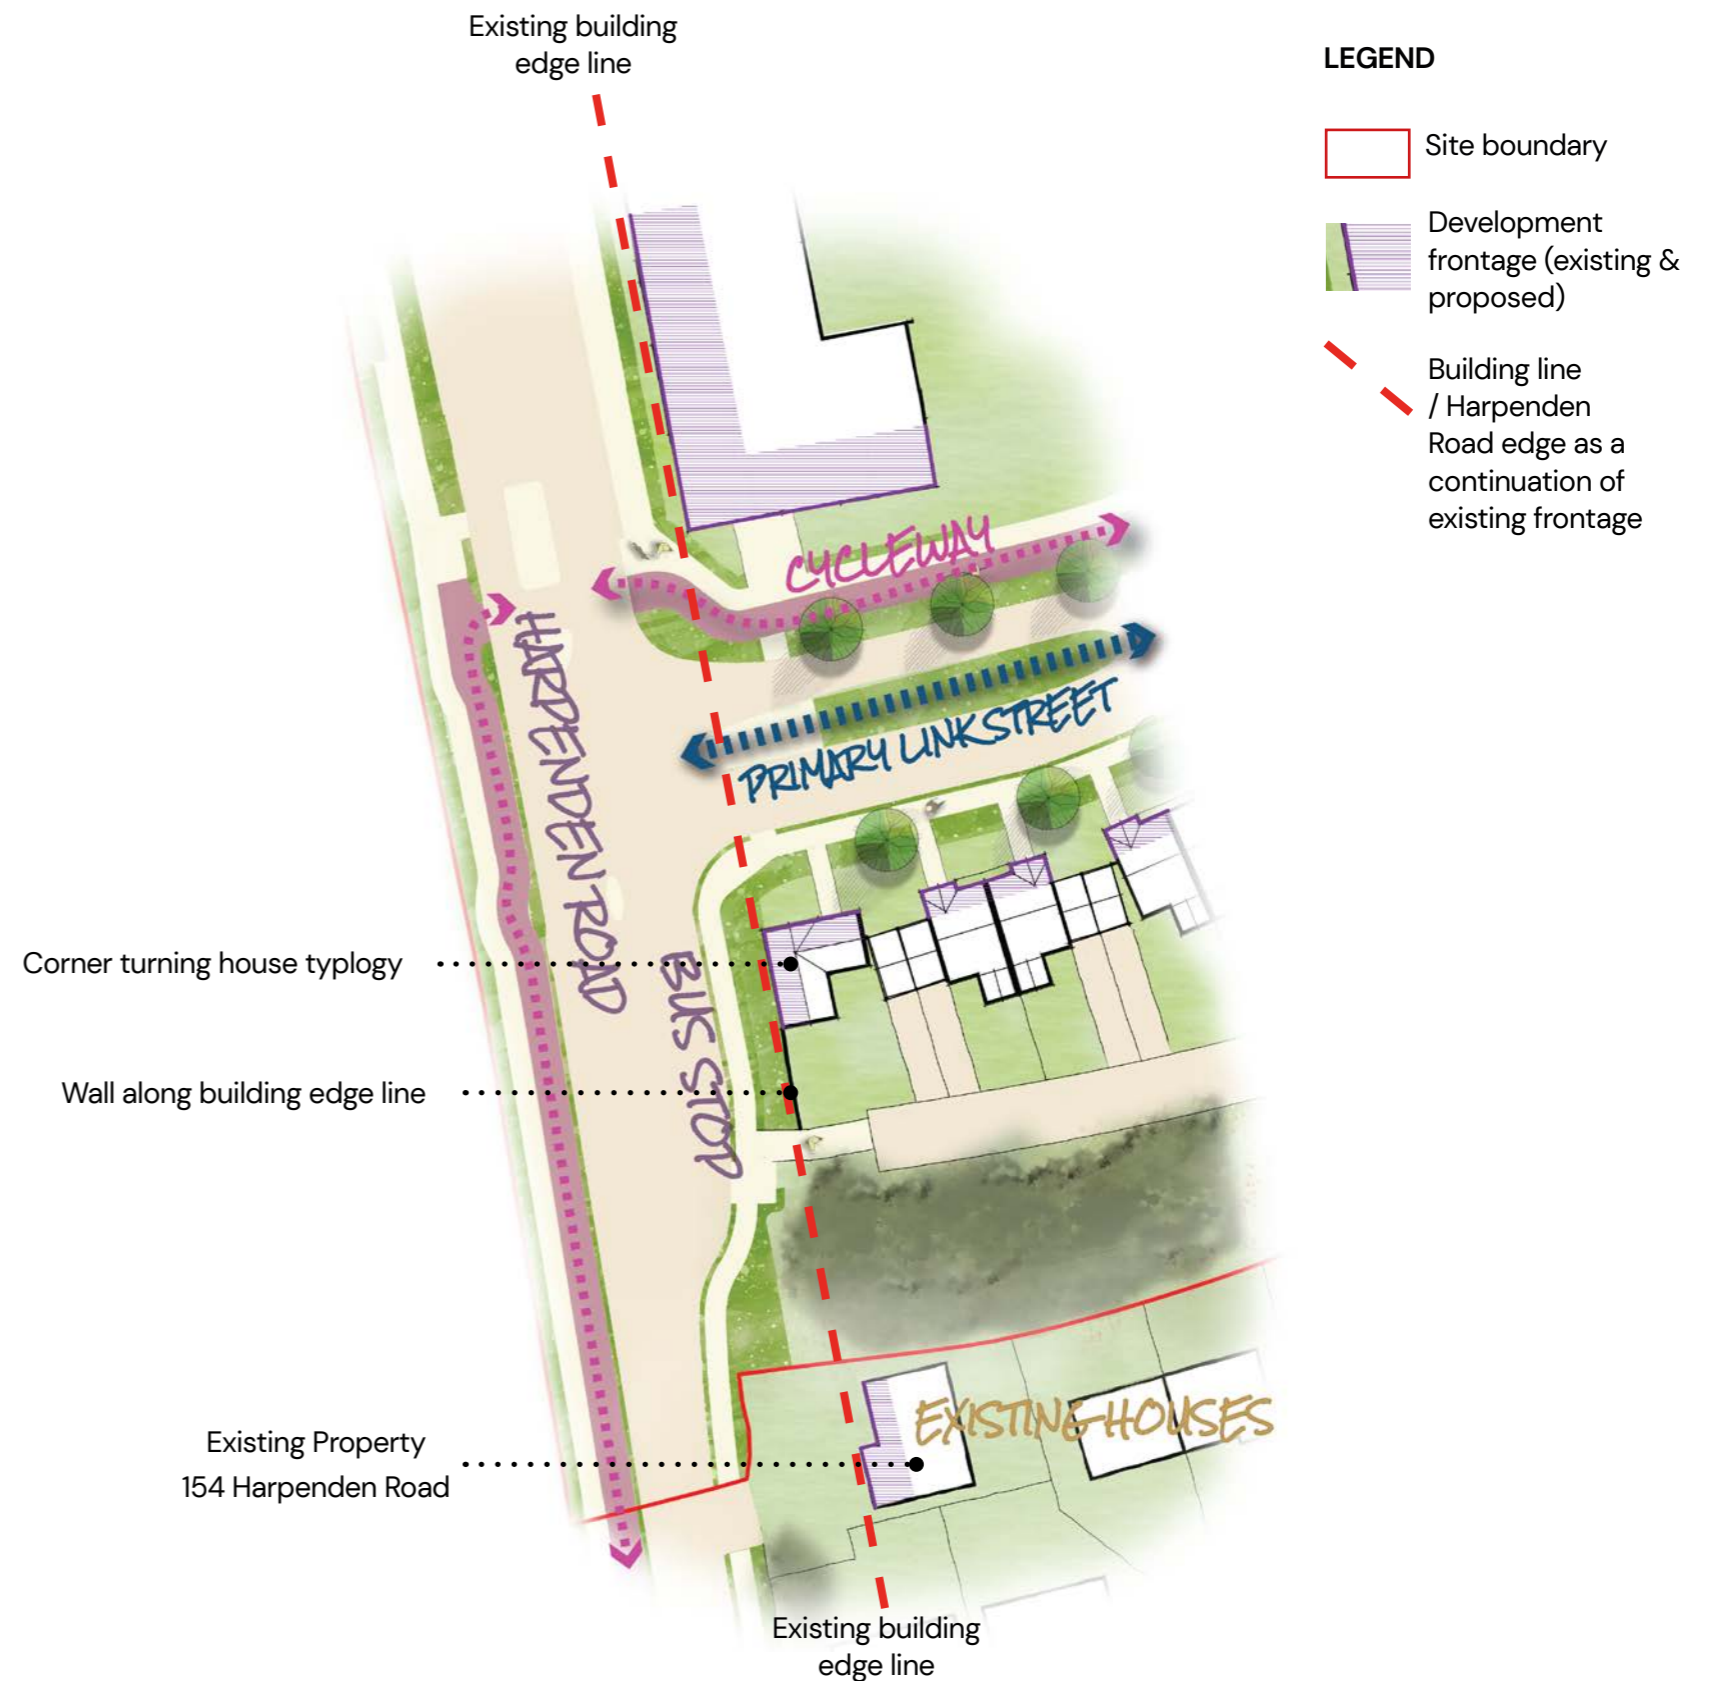 Existing building
edge line
LEGEND
Site boundary
Development
frontage (existing &
proposed)
Building line
/ Harpenden
Road edge as a
continuation of
existing frontage
CYCLEWAY
HARPENDEN ROAD
PRIMARY LINK STREET
BUS STOP
Corner turning house typlogy
Wall along building edge line
EXISTING HOUSES
Existing Property
154 Harpenden Road
Existing building
edge line